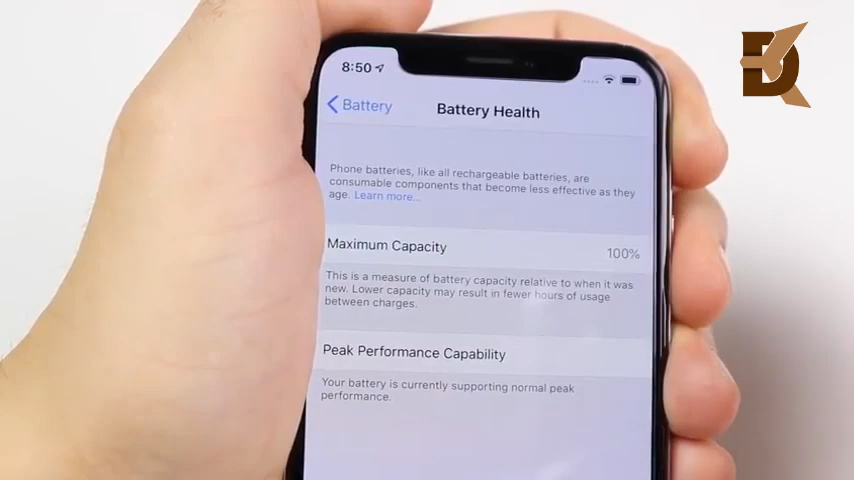 8:50
Battery
Battery Health
Phone batteries, like all rechargeable batteries, are
consumable components that become less effective as they
age. Learn more...
Maximum Capacity
100%
This is a measure of battery capacity relative to when it was
new. Lower capacity may result in fewer hours of usage
between charges.
Peak Performance Capability
Your battery is currently supporting normal peak
performance.